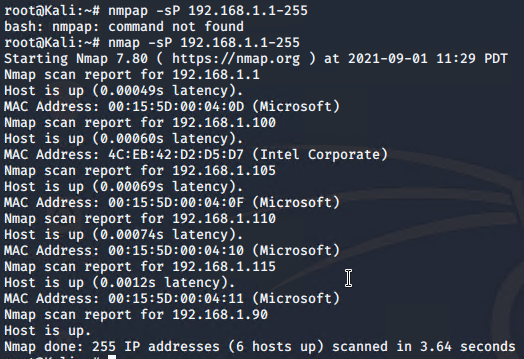 root@Kali:~# nmpap -sP 192.168.1.1-255
bash: nmpap: command not found
root@Kali:~# nmap -sP 192.168.1.1-255
Starting Nmap 7.80 ( https://nmap.org ) at 2021-09-01 11:29 PDT
Nmap scan report for 192.168.1.1
Host is up (0.00049s latency).
MAC Address: 00:15:5D:00:04:0D (Microsoft)
Nmap scan report for 192.168.1.100
Host is up (0.00060s latency).
MAC Address: 4C:EB:42:D2:D5:D7 (Intel Corporate)
Nmap scan report for 192.168.1.105
Host is up (0.00069s latency).
MAC Address: 00:15:5D:00:04:0F (Microsoft)
Nmap scan report for 192.168.1.110
Host is up (0.00074s latency).
MAC Address: 00:15:5D:00:04:10 (Microsoft)
Nmap scan report for 192.168.1.115
Host is up (0.0012s latency).
MAC Address: 00:15:5D:00:04:11 (Microsoft)
Nmap scan report for 192.168.1.90
Host is up.
Nmap done: 255 IP addresses (6 hosts up) scanned in 3.64 seconds
root@Kali:~#